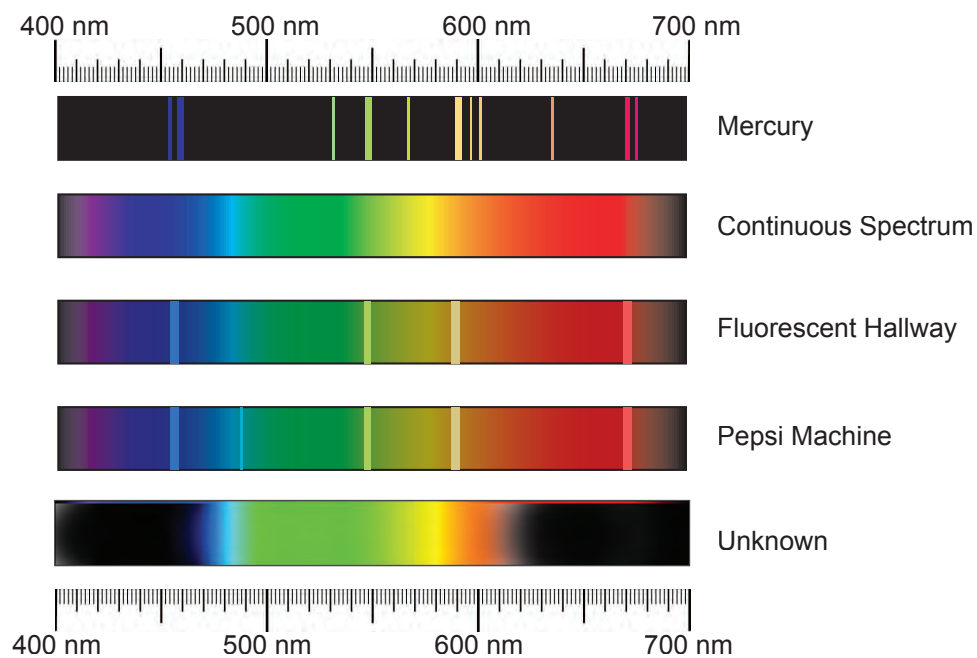 400 nm 500 nm 600 nm 700 nm
Mercury
Continuous Spectrum
Fluorescent Hallway
Pepsi Machine
Unknown
400 nm 500 nm 600 nm 700 nm